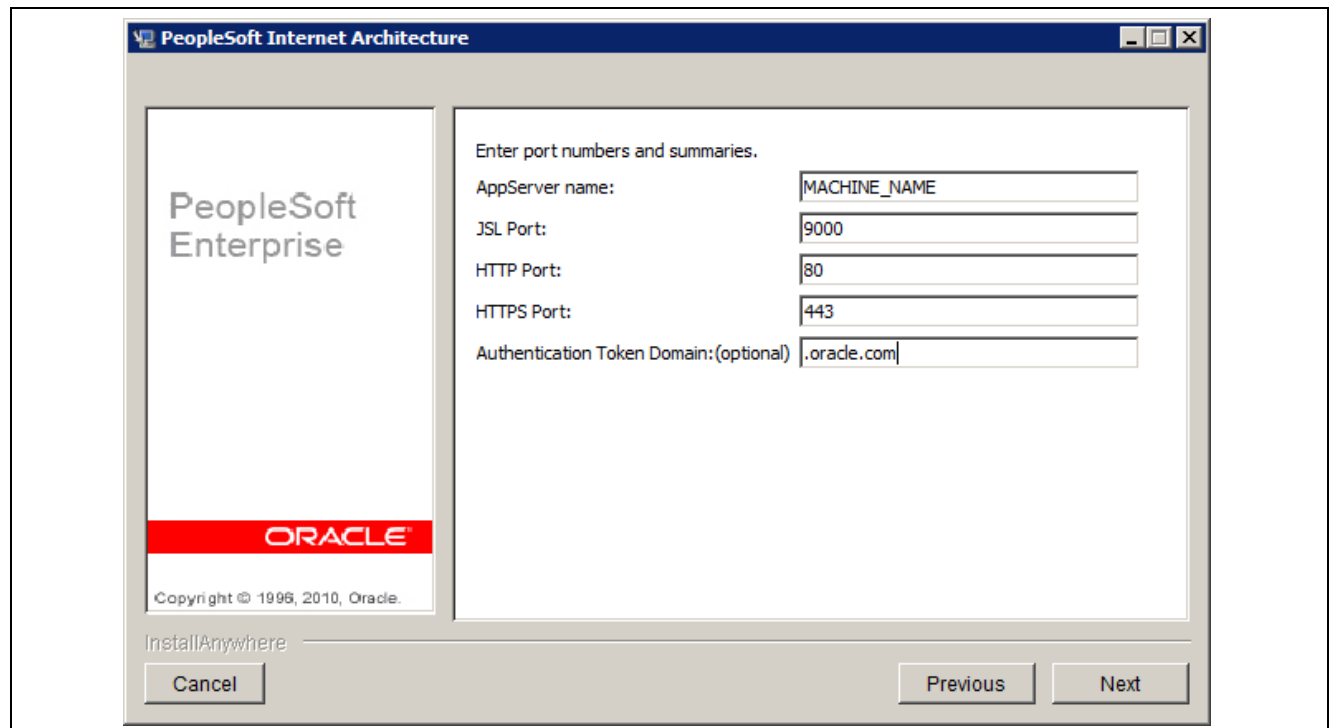 PeopleSoft Internet Architecture
PeopleSoft
Enterprise
ORACLE
Copyright © 1996, 2010, Oracle.
Enter port numbers and summaries.
AppServer name: MACHINE_NAME
JSL Port: 9000
HTTP Port: 80
HTTPS Port: 443
Authentication Token Domain:(optional) .oracle.com
InstallAnywhere
Cancel Previous Next